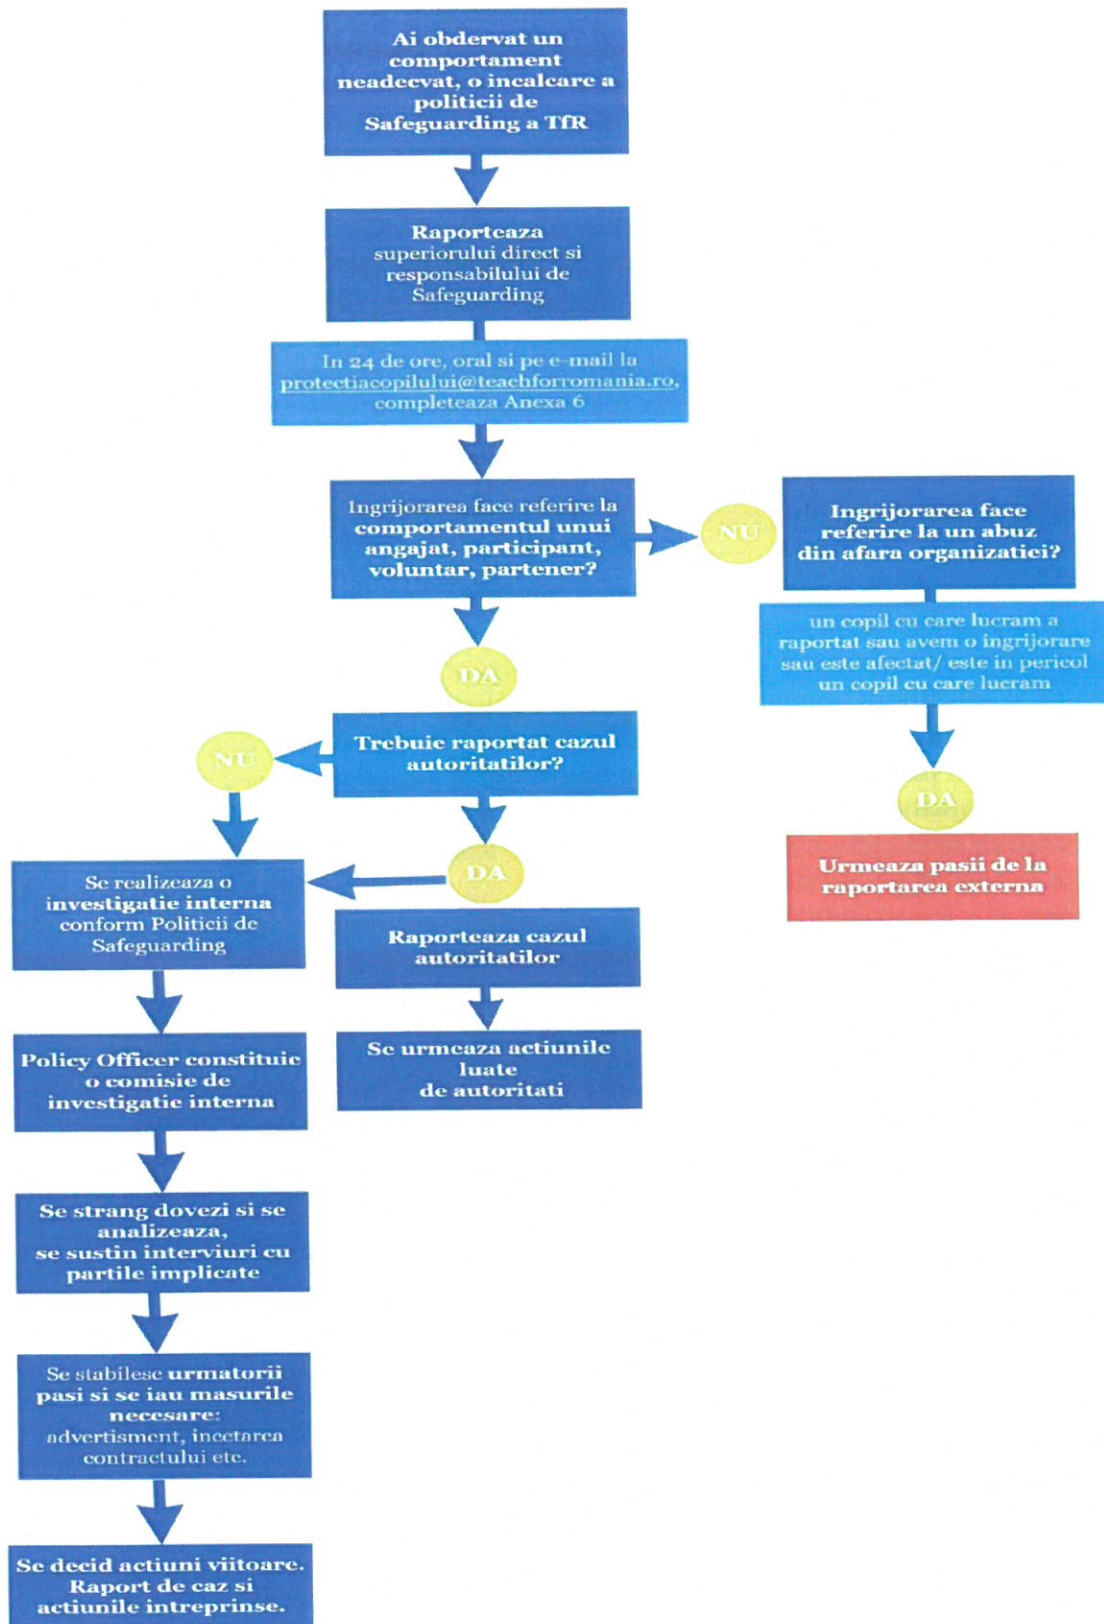 Ai obdervat un
comportament
neadecvat, o incalcare a
politicii de
Safeguarding a TfR
Raporteaza
superiorului direct si
responsabilului de
Safeguarding
In 24 de ore, oral si pe e-mail la
protectiacopilului@teachforromania.ro,
completeaza Anexa 6
Ingrijorarea face referire la
comportamentul unui
angajat, participant,
voluntar, partener?
NU
Ingrijorarea face
referire la un abuz
din afara organizatiei?
un copil cu care lucram a
raportat sau avem o ingrijorare
sau este afectat/ este in pericol
un copil cu care lucram
DA
Trebuie raportat cazul
autoritatilor?
NU
DA
Urmeaza pasii de la
raportarea externa
DA
Se realizeaza o
investigatie interna
conform Politicii de
Safeguarding
Raporteaza cazul
autoritatilor
Se urmeaza actiunile
luate
de autoritati
Policy Officer constituie
o comisie de
investigatie interna
Se strang dovezi si se
analizeaza,
se sustin interviuri cu
partile implicate
Se stabilesc urmatorii
pasi si se iau masurile
necesare:
advertisment, incetarea
contractului etc.
Se decid actiuni viitoare.
Raport de caz si
actiunile intreprinse.